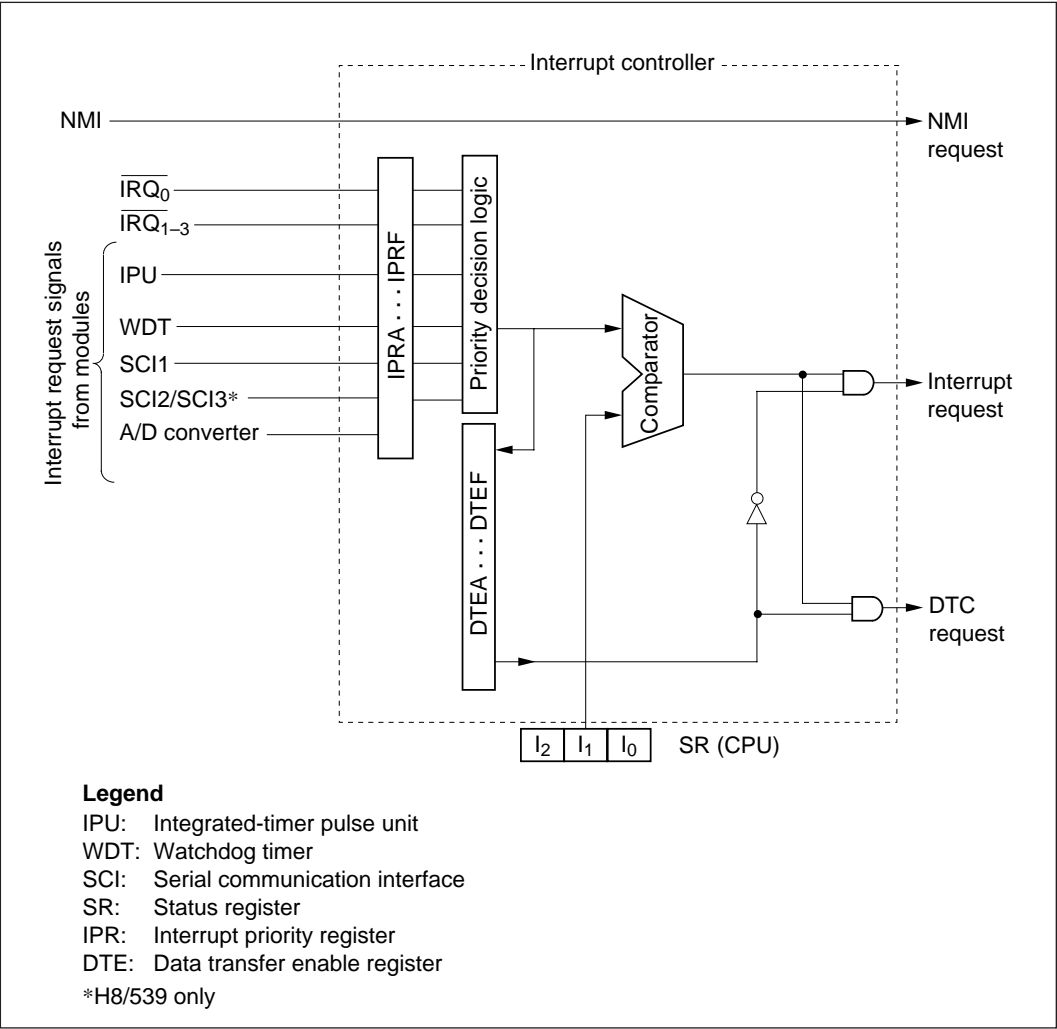 Interrupt controller
NMI
NMI
request
IRQ0
IRQ1–3
IPU
WDT
SCI1
SCI2/SCI3*
A/D converter
Interrupt request signals
from modules
IPRA · · · IPRF
Priority decision logic
DTEA · · · DTEF
Comparator
Interrupt
request
DTC
request
I2 I1 I0 SR (CPU)
Legend
IPU: Integrated-timer pulse unit
WDT: Watchdog timer
SCI: Serial communication interface
SR: Status register
IPR: Interrupt priority register
DTE: Data transfer enable register
*H8/539 only